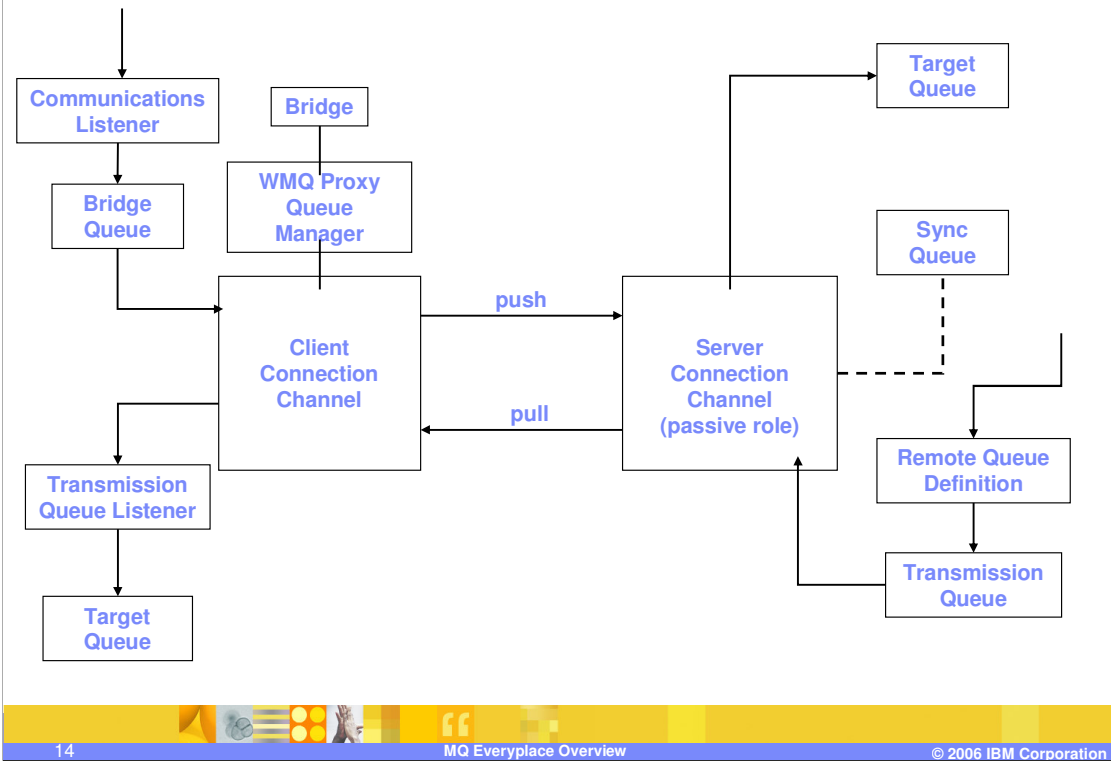 Communications
Listener
Bridge
Queue
Bridge
WMQ Proxy
Queue
Manager
Client
Connection
Channel
push
pull
Server
Connection
Channel
(passive role)
Target
Queue
Sync
Queue
Remote Queue
Definition
Transmission
Queue
Transmission
Queue Listener
Target
Queue
14
MQ Everyplace Overview
© 2006 IBM Corporation